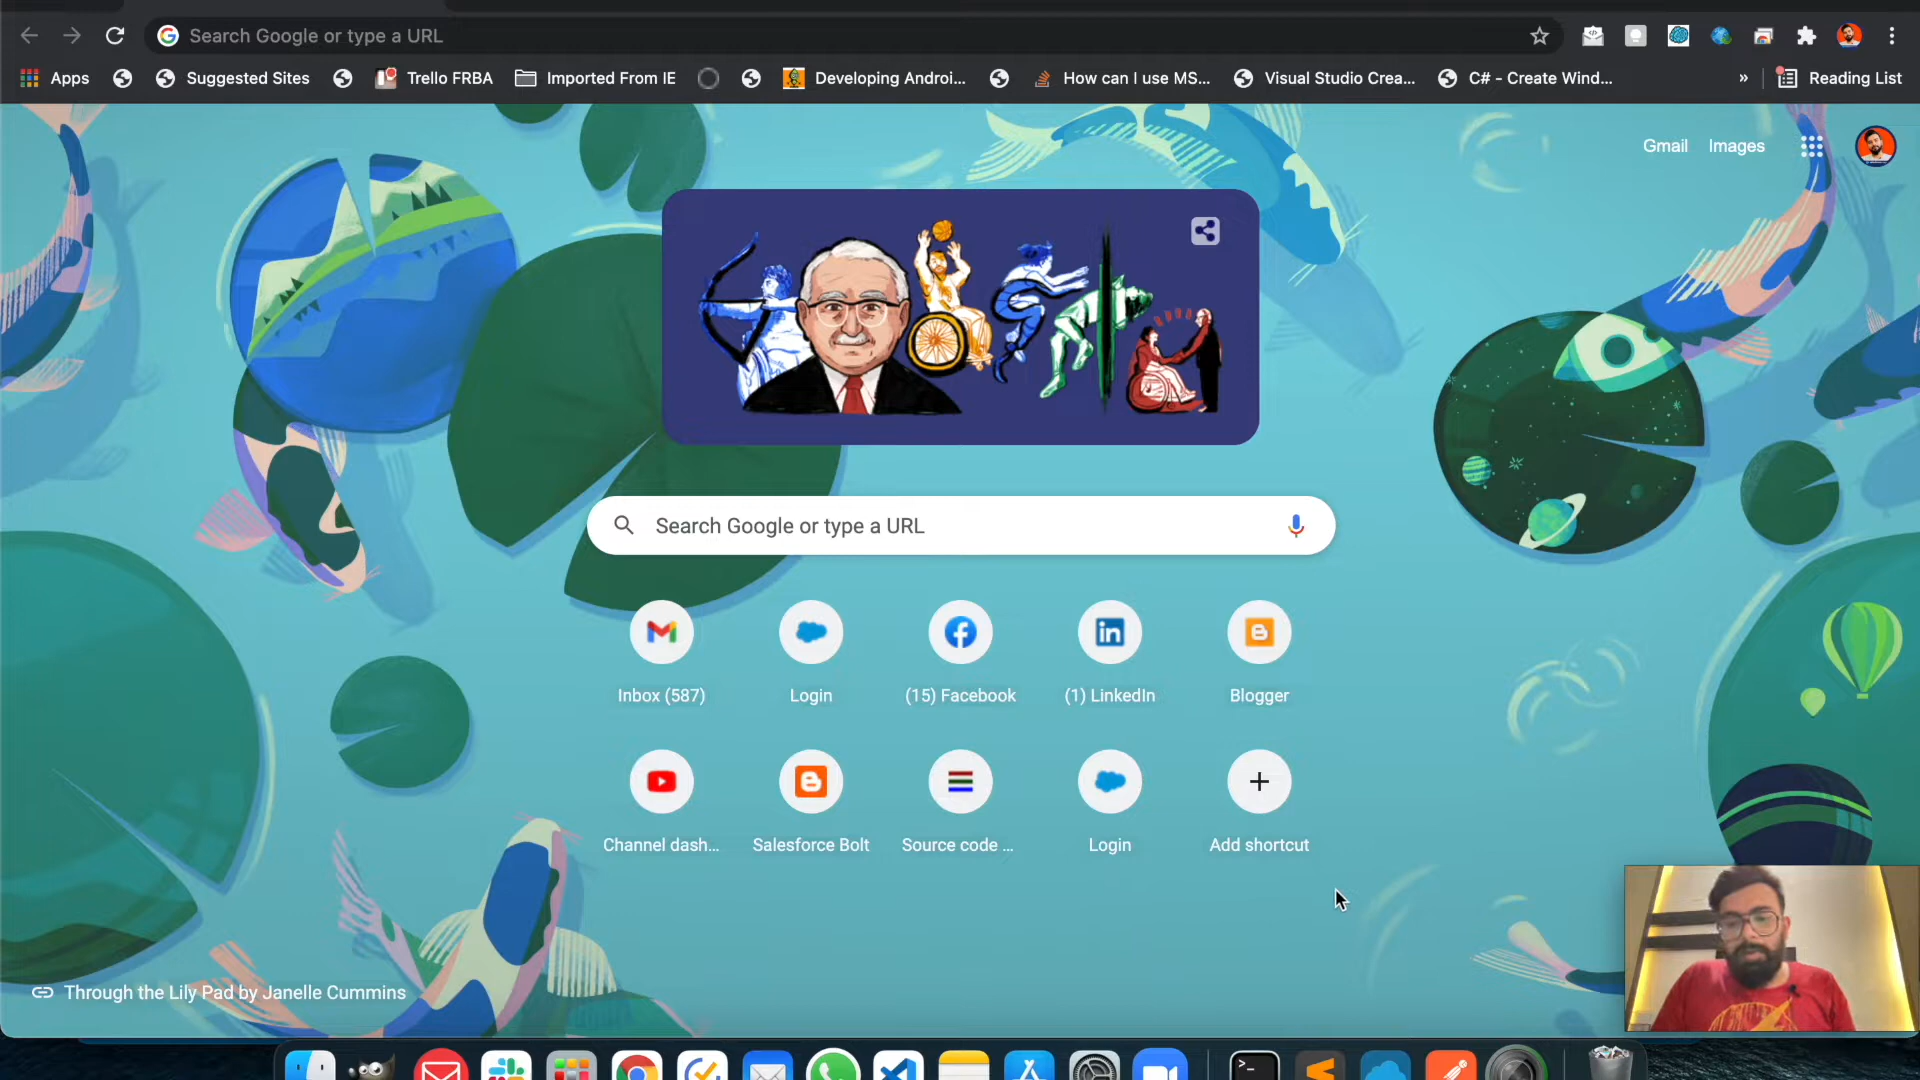 Search Google or type a URL
Apps
Suggested Sites
Trello FRBA
Imported From IE
Developing Androi...
How can I use MS...
Visual Studio Crea...
C# - Create Wind...
»
Reading List
Gmail
Images
Search Google or type a URL
Inbox (587)
Login
(15) Facebook
(1) LinkedIn
Blogger
Channel dash...
Salesforce Bolt
Source code ...
Login
Add shortcut
Through the Lily Pad by Janelle Cummins